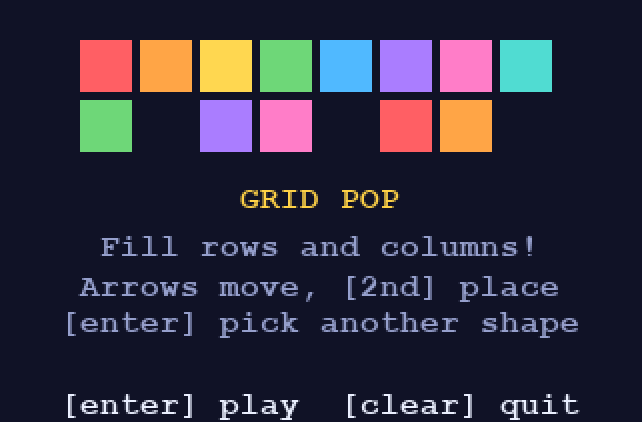 GRID POP
Fill rows and columns!
Arrows move, [2nd] place
[enter] pick another shape
[enter] play  [clear] quit